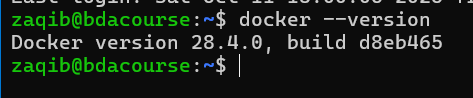 zaqib@bdacourse:~$ docker --version
Docker version 28.4.0, build d8eb465
zaqib@bdacourse:~$